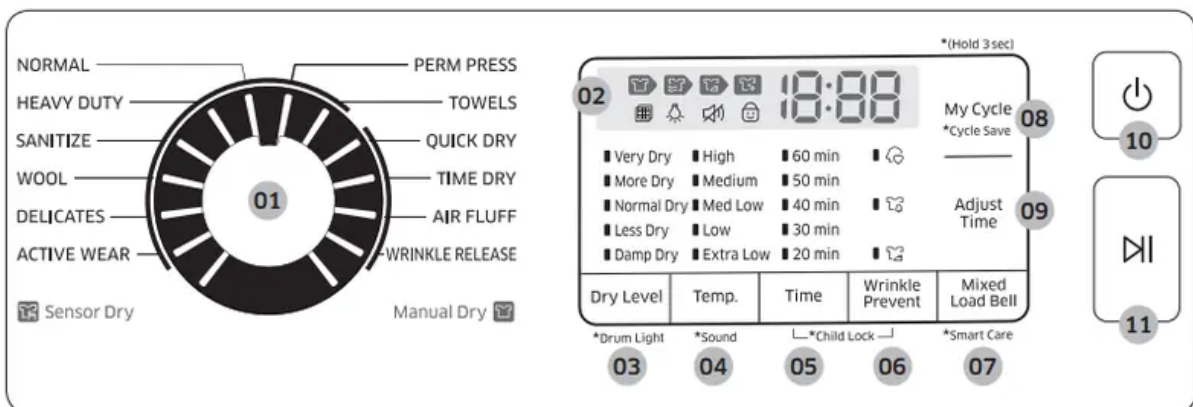 NORMAL
HEAVY DUTY
SANITIZE
WOOL
DELICATES
ACTIVE WEAR
Sensor Dry
01
PERM PRESS
TOWELS
QUICK DRY
TIME DRY
AIR FLUFF
WRINKLE RELEASE
Manual Dry
*(Hold 3 sec)
02
18:88
Very Dry High 60 min
More Dry Medium 50 min
Normal Dry Med Low 40 min
Less Dry Low 30 min
Damp Dry Extra Low 20 min
My Cycle 08
*Cycle Save
Adjust
Time 09
Dry Level
Temp.
Time
Wrinkle
Prevent
Mixed
Load Bell
*Drum Light
*Sound
*Child Lock
*Smart Care
03 04 05 06 07
10
11